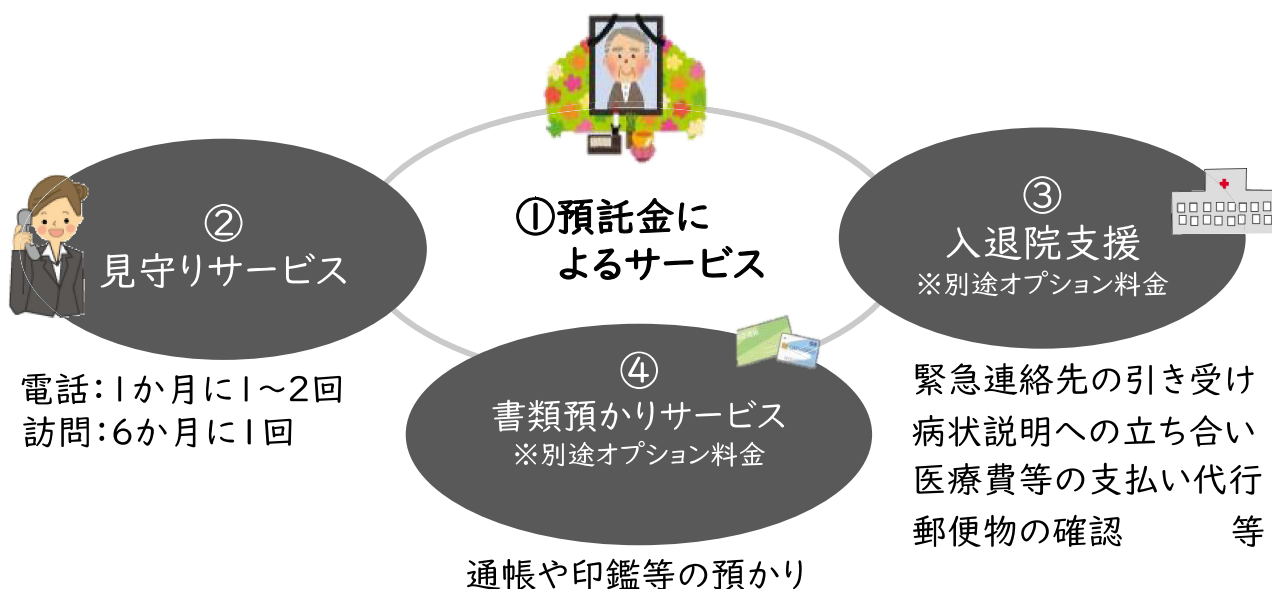 ①預託金に
よるサービス
②
見守りサービス
電話：1か月に1～2回
訪問：6か月に1回
③
入退院支援
※別途オプション料金
緊急連絡先の引き受け
病状説明への立ち合い
医療費等の支払い代行
郵便物の確認　　　等
④
書類預かりサービス
※別途オプション料金
通帳や印鑑等の預かり